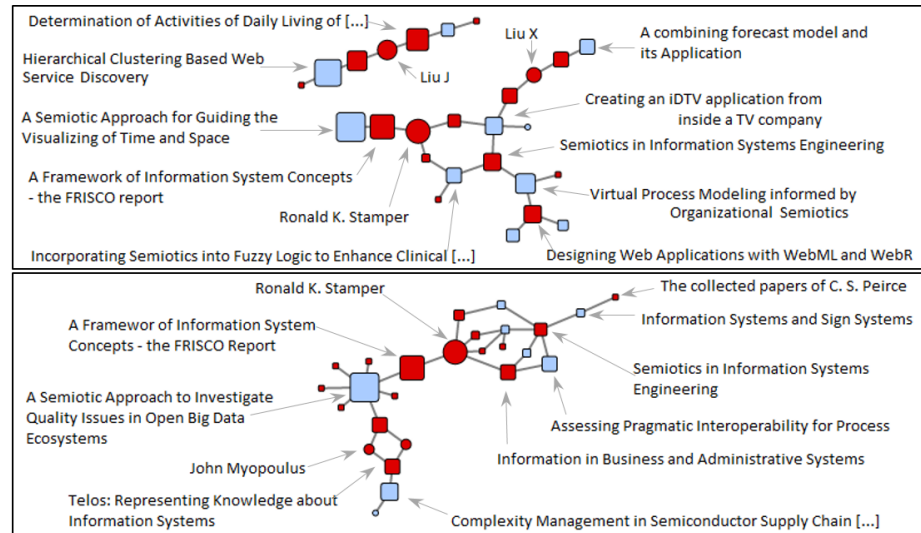 Determination of Activities of Daily Living of [...]
Liu X
A combining forecast model and
its Application
Hierarchical Clustering Based Web
Service Discovery
Liu J
Creating an iDTV application from
inside a TV company
A Semiotic Approach for Guiding the
Visualizing of Time and Space
Semiotics in Information Systems Engineering
A Framework of Information System Concepts
- the FRISCO report
Virtual Process Modeling informed by
Organizational Semiotics
Ronald K. Stamper
Incorporating Semiotics into Fuzzy Logic to Enhance Clinical [...]
Designing Web Applications with WebML and WebR
Ronald K. Stamper
The collected papers of C. S. Peirce
A Framewor of Information System
Concepts - the FRISCO Report
Information Systems and Sign Systems
Semiotics in Information Systems
Engineering
A Semiotic Approach to Investigate
Quality Issues in Open Big Data
Ecosystems
Assessing Pragmatic Interoperability for Process
Information in Business and Administrative Systems
John Myopoulus
Telos: Representing Knowledge about
Information Systems
Complexity Management in Semiconductor Supply Chain [...]